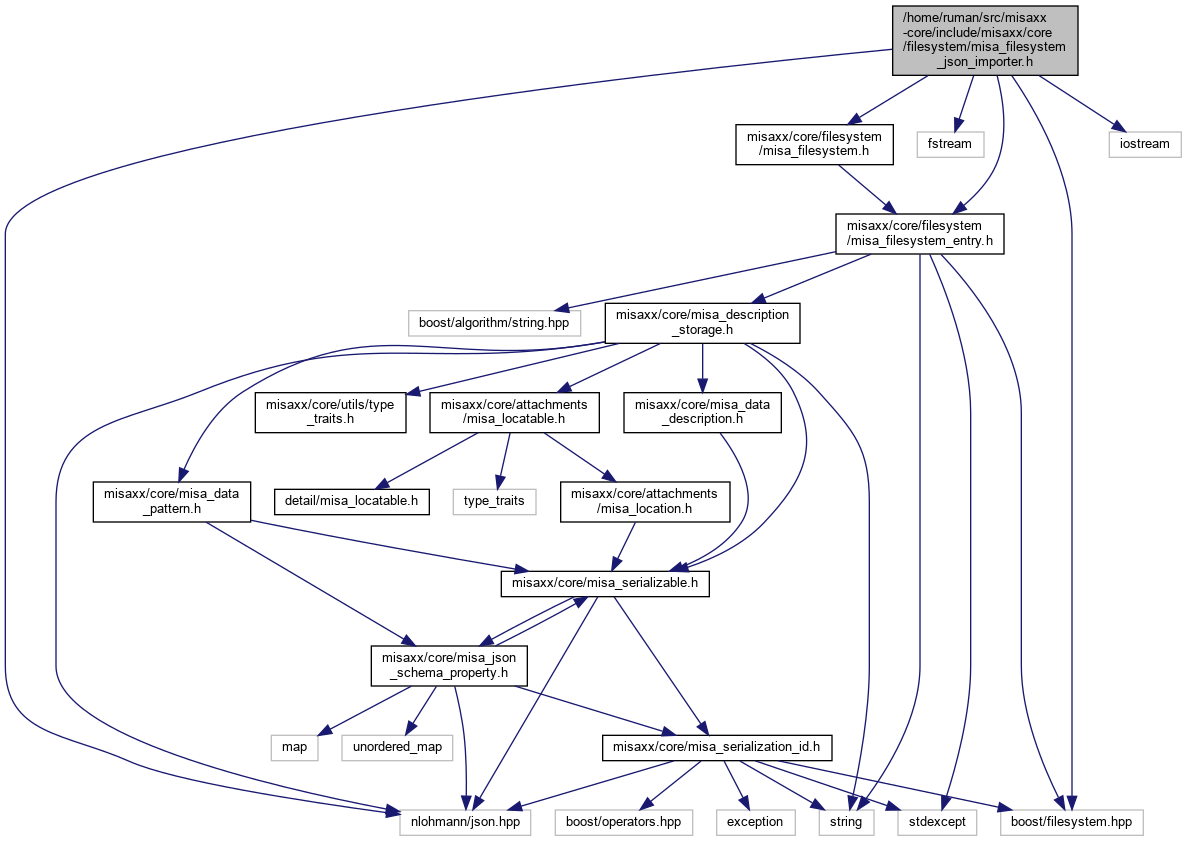 /home/ruman/src/misaxx
-core/include/misaxx/core
/filesystem/misa_filesystem
_json_importer.h
misaxx/core/filesystem
/misa_filesystem.h
fstream
iostream
misaxx/core/filesystem
/misa_filesystem_entry.h
boost/algorithm/string.hpp
misaxx/core/misa_description
_storage.h
misaxx/core/utils/type
_traits.h
misaxx/core/attachments
/misa_locatable.h
misaxx/core/misa_data
_description.h
misaxx/core/misa_data
_pattern.h
detail/misa_locatable.h
type_traits
misaxx/core/attachments
/misa_location.h
misaxx/core/misa_serializable.h
misaxx/core/misa_json
_schema_property.h
map
unordered_map
misaxx/core/misa_serialization_id.h
nlohmann/json.hpp
boost/operators.hpp
exception
string
stdexcept
boost/filesystem.hpp